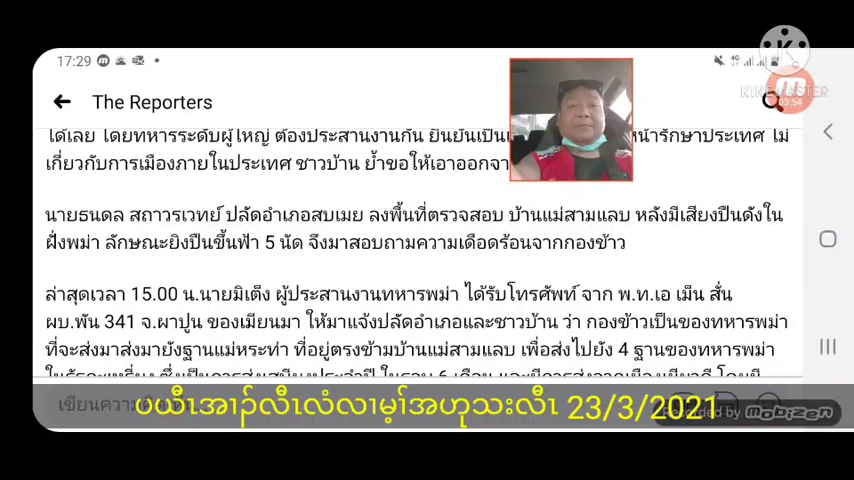 17:29
4G
KINEMASTER
The Reporters
03:54
ได้เลย โดยทหารระดับผู้ใหญ่ ต้องประสานงานกัน ยืนยันเป็น หน้ารักษาประเทศ ไม่
เกี่ยวกับการเมืองภายในประเทศ ชาวบ้าน ย้ำขอให้เอาออกจา
นายธนดล สถาวรเวทย์ ปลัดอำเภอสบเมย ลงพื้นที่ตรวจสอบ บ้านแม่สามแลบ หลังมีเสียงปืนดังใน
ฝั่งพม่า ลักษณะยิงปืนขึ้นฟ้า 5 นัด จึงมาสอบถามความเดือดร้อนจากกองข้าว
ล่าสุดเวลา 15.00 น.นายมิเต็ง ผู้ประสานงานทหารพม่า ได้รับโทรศัพท์ จาก พ.ท.เอ เมีน สั่น
ผบ.พัน 341 จ.ผาปูน ของเมียนมา ให้มาแจ้งปลัดอำเภอและชาวบ้าน ว่า กองข้าวเป็นของทหารพม่า
ที่จะส่งมาส่งมายังฐานแม่หระทำ ที่อยู่ตรงข้ามบ้านแม่สามแลบ เพื่อส่งไปยัง 4 ฐานของทหารพม่า
23/3/2021
Recorded by mobizen